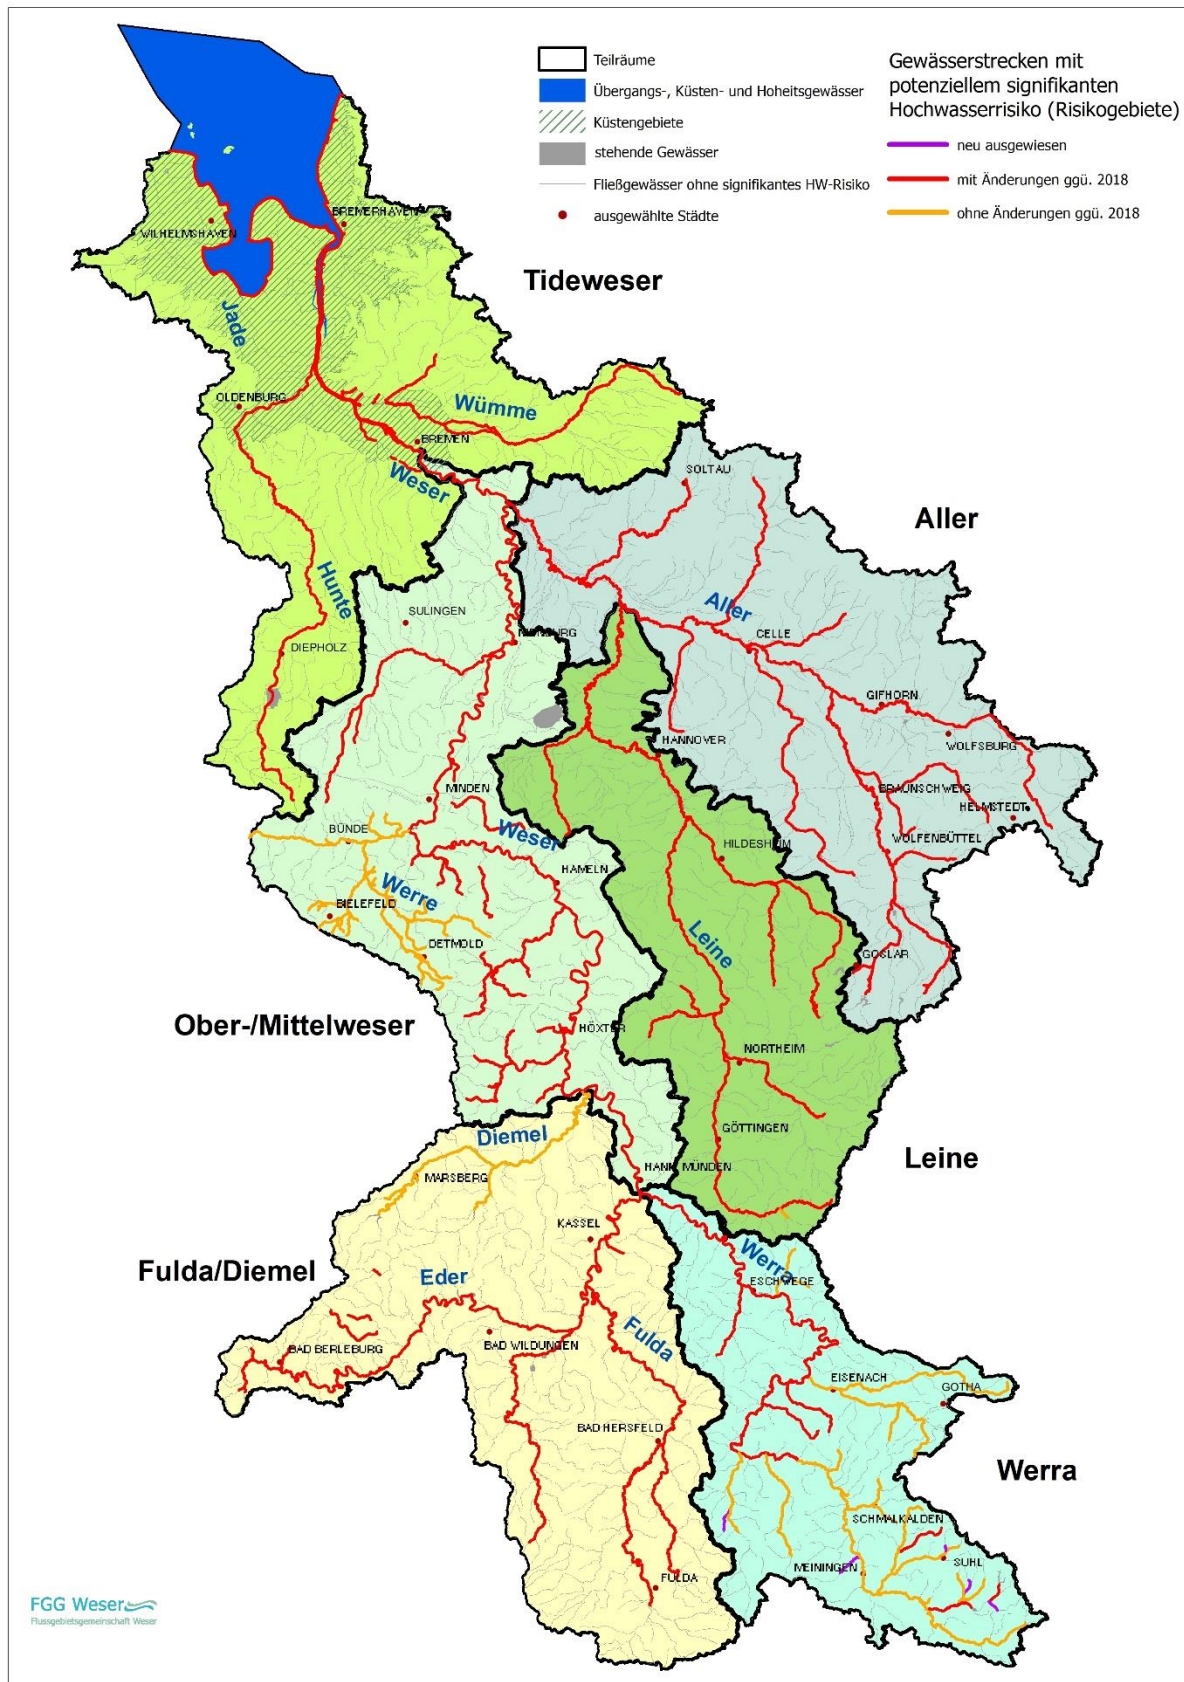 Teilräume
Übergangs-, Küsten- und Hoheitsgewässer
Küstengebiete
stehende Gewässer
Fließgewässer ohne signifikantes HW-Risiko
ausgewählte Städte
Gewässerstrecken mit
potenziellem signifikanten
Hochwasserrisiko (Risikogebiete)
neu ausgewiesen
mit Änderungen ggü. 2018
ohne Änderungen ggü. 2018
BREMERHAVEN
WILHELMSHAVEN
Tideweser
Jade
OLDENBURG
Wümme
BREMEN
Weser
SOLTAU
Aller
Hunte
SULINGEN
Aller
DIEPHOLZ
CELLE
GIFHORN
HANNOVER
WOLFSBURG
MINDEN
BRAUNSCHWEIG
HELMSTEDT
BÜNDE
Weser
WOLFENBÜTTEL
HILDESHEIM
HAMELN
Werre
BIELEFELD
DETMOLD
Leine
GOSLAR
Ober-/Mittelweser
HÖXTER
NORTHEIM
GÖTTINGEN
Diemel
Leine
MARSBERG
HANN. MÜNDEN
KASSEL
Werra
Fulda/Diemel
Eder
ESCHWEGE
Fulda
BAD WILDUNGEN
BAD BERLEBURG
EISENACH
GOTHA
BAD HERSFELD
Werra
SCHMALKALDEN
SUHL
MEININGEN
FULDA
FGG Weser
Flussgebietsgemeinschaft Weser